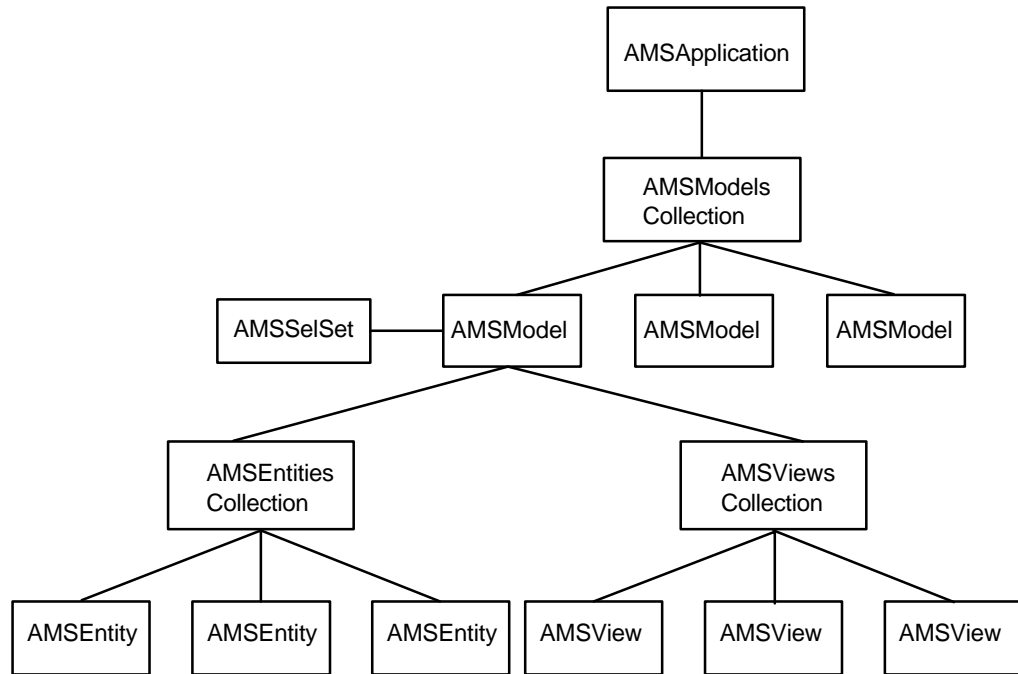 AMSApplication
AMSModels
Collection
AMSSelSet
AMSModel
AMSModel
AMSModel
AMSEntities
Collection
AMSViews
Collection
AMSEntity
AMSEntity
AMSEntity
AMSView
AMSView
AMSView